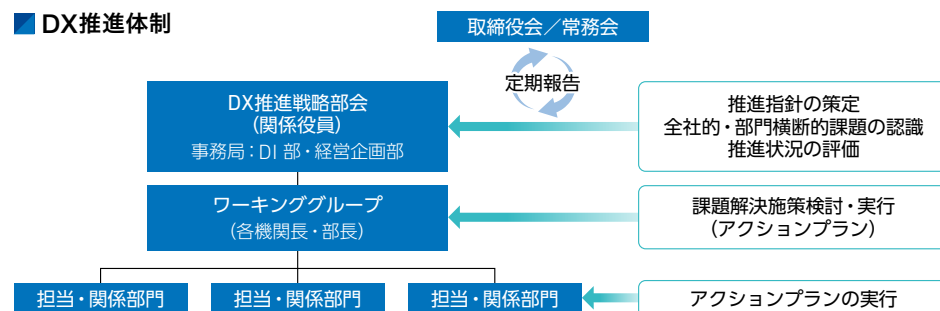 DX推進体制
取締役会／常務会
定期報告
DX推進戦略部会
(関係役員)
事務局：DI 部・経営企画部
推進指針の策定
全社的・部門横断的課題の認識
推進状況の評価
ワーキンググループ
(各機関長・部長)
課題解決施策検討・実行
(アクションプラン)
担当・関係部門
担当・関係部門
担当・関係部門
アクションプランの実行